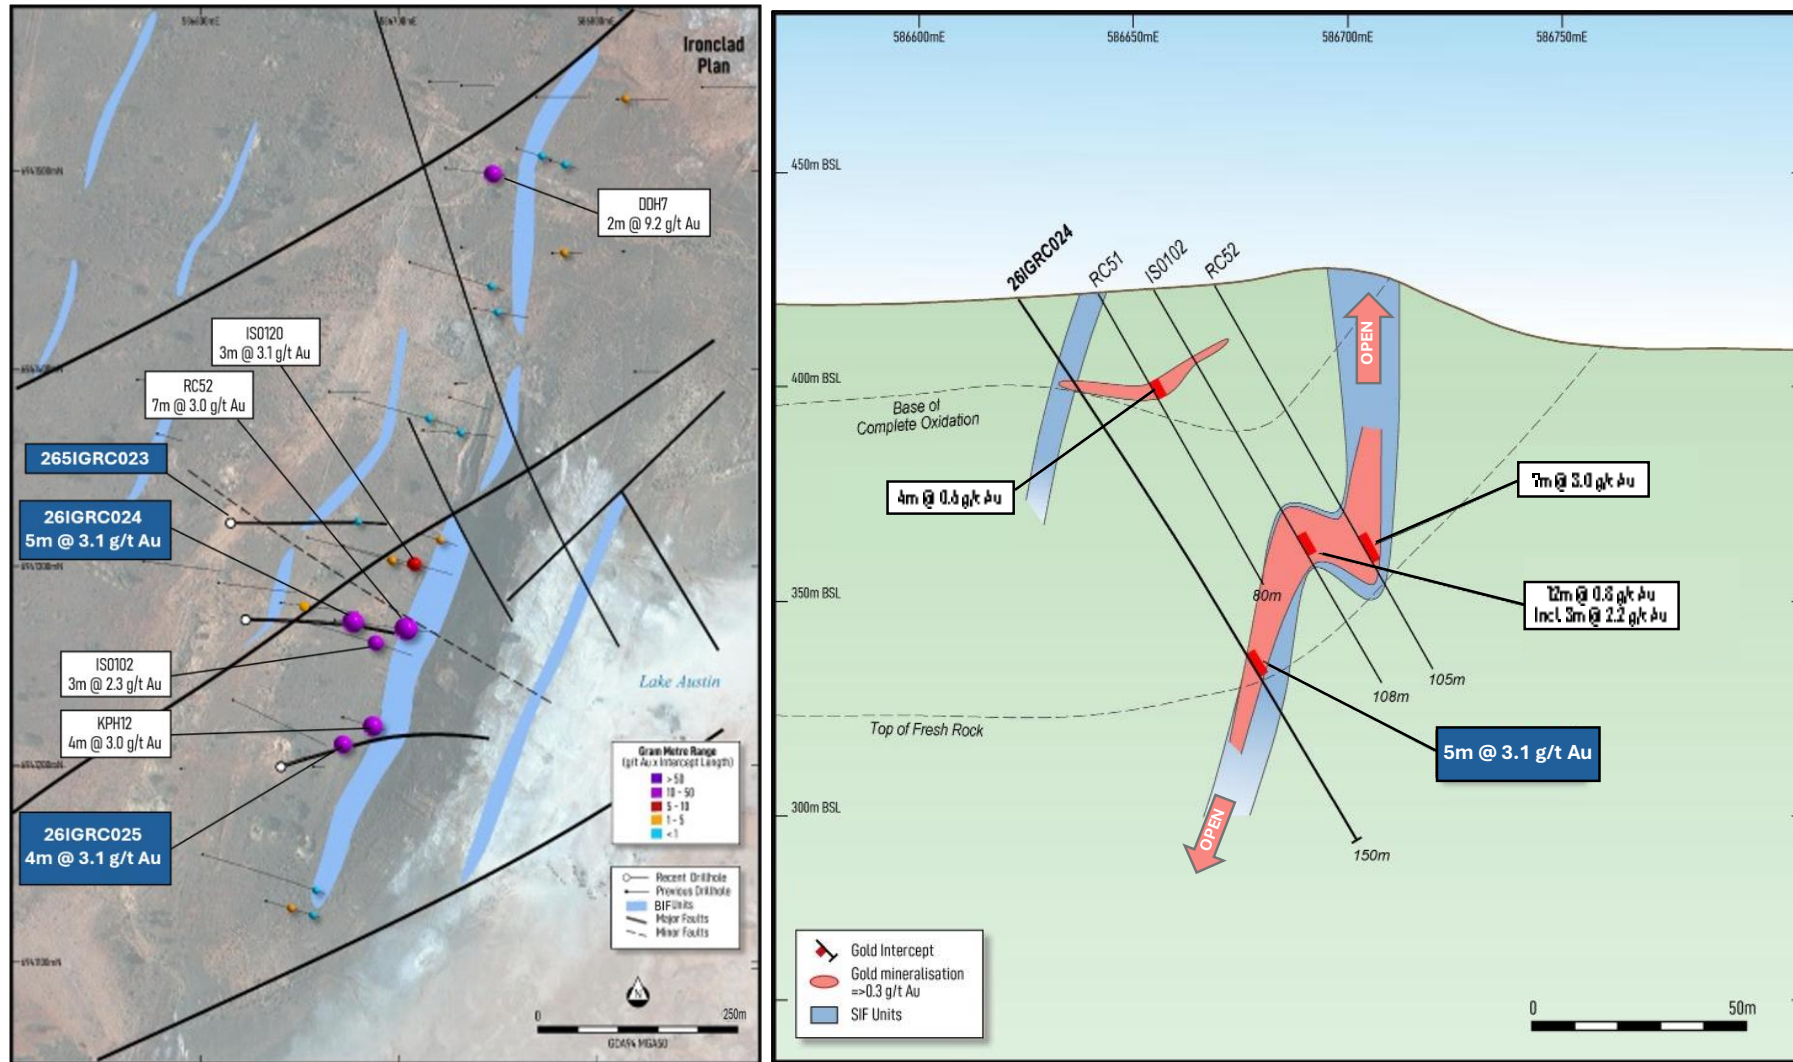 Ironclad
Plan
DDH7
2m @ 9.2 g/t Au
IS0120
3m @ 3.1 g/t Au
RC52
7m @ 3.0 g/t Au
265IGRC023
26IGRC024
5m @ 3.1 g/t Au
IS0102
3m @ 2.3 g/t Au
KPH12
4m @ 3.0 g/t Au
26IGRC025
4m @ 3.1 g/t Au
Lake Austin
Gram Metre Range
(g/t Au x Intercept Length)
> 50
10 - 50
5 - 10
1 - 5
< 1
Recent Drillhole
Previous Drillhole
BIF Units
Major Faults
Minor Faults
N
0 250m
GDA94 MGA50
586600mE 586650mE 586700mE 586750mE
450m BSL
400m BSL
350m BSL
300m BSL
26IGRC024
RC51
IS0102
RC52
OPEN
Base of
Complete Oxidation
4m @ 0.6 g/t Au
7m @ 3.0 g/t Au
12m @ 0.8 g/t Au
Incl. 3m @ 2.2 g/t Au
80m
105m
108m
Top of Fresh Rock
5m @ 3.1 g/t Au
OPEN
150m
Gold Intercept
Gold mineralisation
=>0.3 g/t Au
SIF Units
0 50m